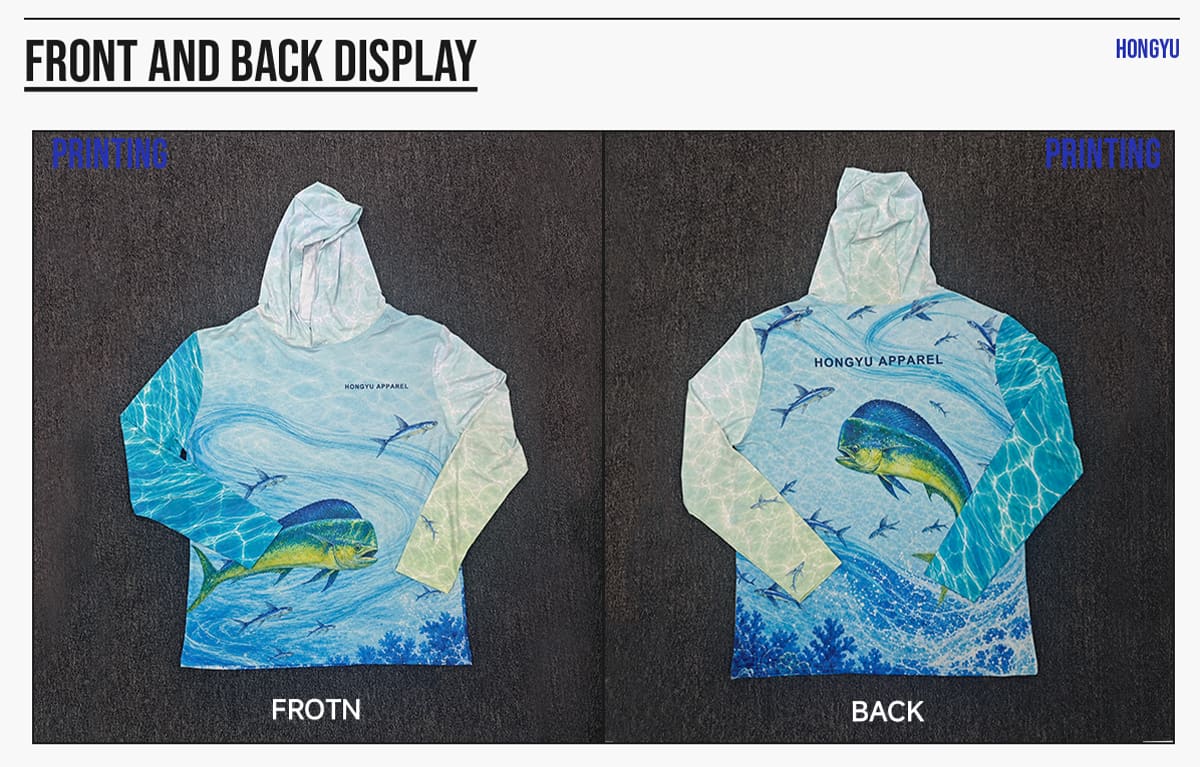 FRONT AND BACK DISPLAY
HONGYU
PRINTING
PRINTING
HONGYU APPAREL
HONGYU APPAREL
FROTN
BACK